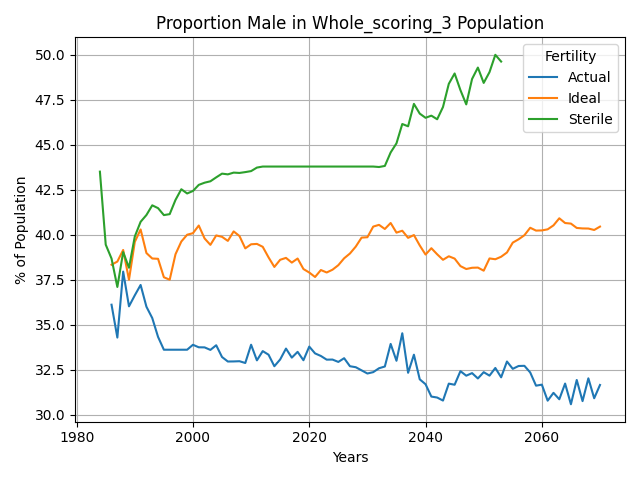 Proportion Male in Whole_scoring_3 Population
% of Population
50.0
47.5
45.0
42.5
40.0
37.5
35.0
32.5
30.0
Fertility
Actual
Ideal
Sterile
1980
2000
2020
2040
2060
Years